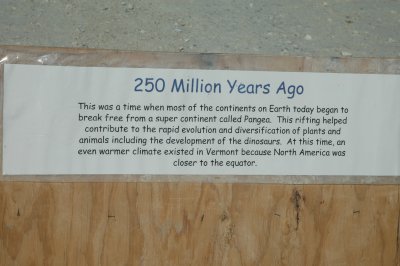 250 Million Years Ago
This was a time when most of the continents on Earth today began to
break free from a super continent called Pangea. This rifting helped
contribute to the rapid evolution and diversification of plants and
animals including the development of the dinosaurs. At this time, an
even warmer climate existed in Vermont because North America was
closer to the equator.